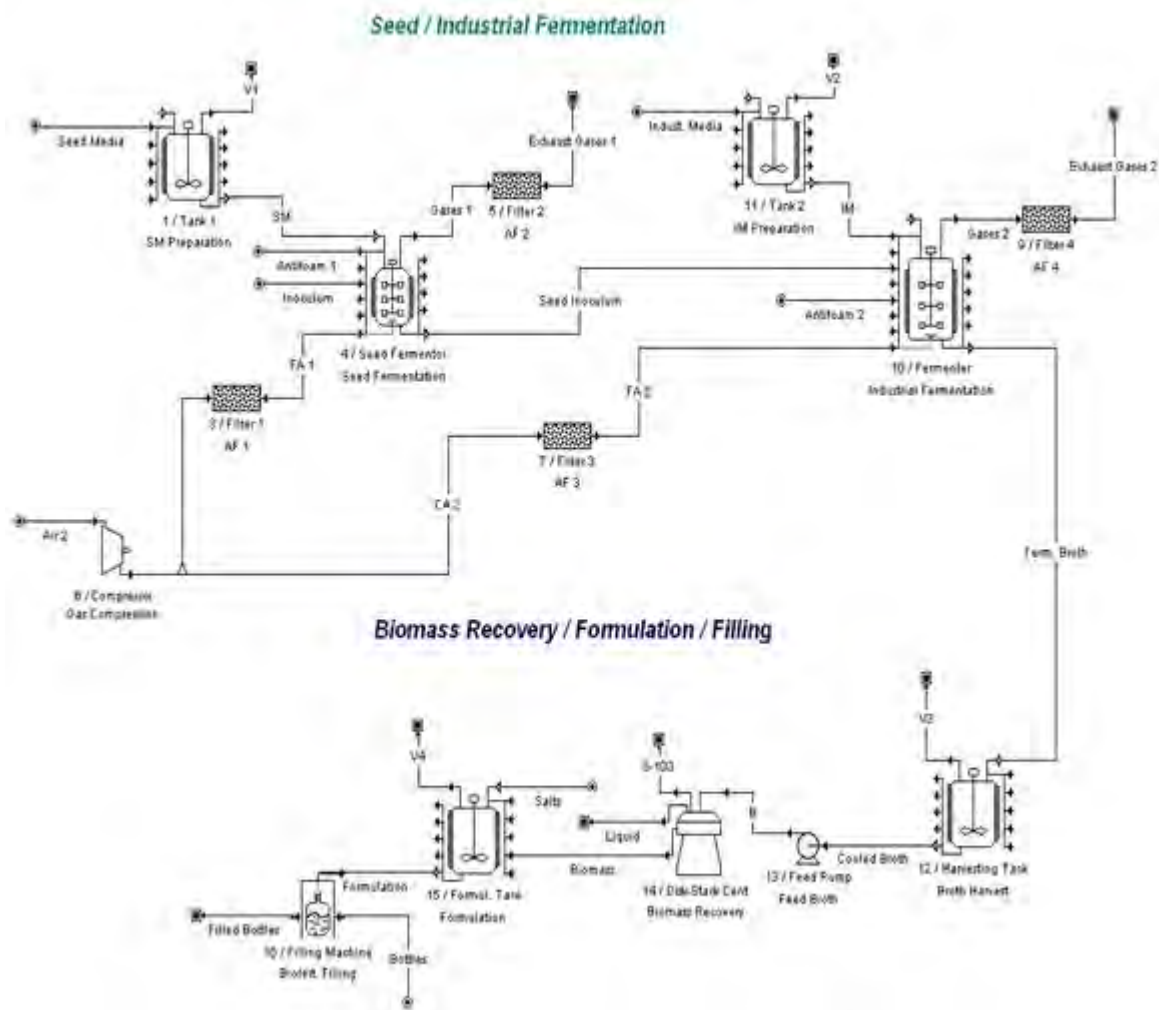 Seed / Industrial Fermentation
V1
V2
Seed Media
Exhaust Gases 1
Indust. Media
Exhaust Gases 2
1 / Tank 1
SM Preparation
SM
Gases 1
5 / Filter 2
AF 2
11 / Tank 2
IM Preparation
IM
Gases 2
9 / Filter 4
AF 4
Antifoam 1
Inoculum
Seed Inoculum
Antifoam 2
FA 1
4 / Seed Fermentor
Seed Fermentation
10 / Fermenter
Industrial Fermentation
3 / Filter 1
AF 1
7 / Filter 3
AF 3
CA 2
Air 2
Ferm. Broth
Gas Compression
Biomass Recovery / Formulation / Filling
V3
V4
S-103
Salts
Liquid
Biomass
Cooled Broth
12 / Harvesting Tank
Broth Harvest
13 / Feed Pump
Feed Broth
14 / Disk-Stack Cent
Biomass Recovery
Formulation
15 / Formul. Tank
Formulation
Filled Bottles
Bottles
Biofert. Filling